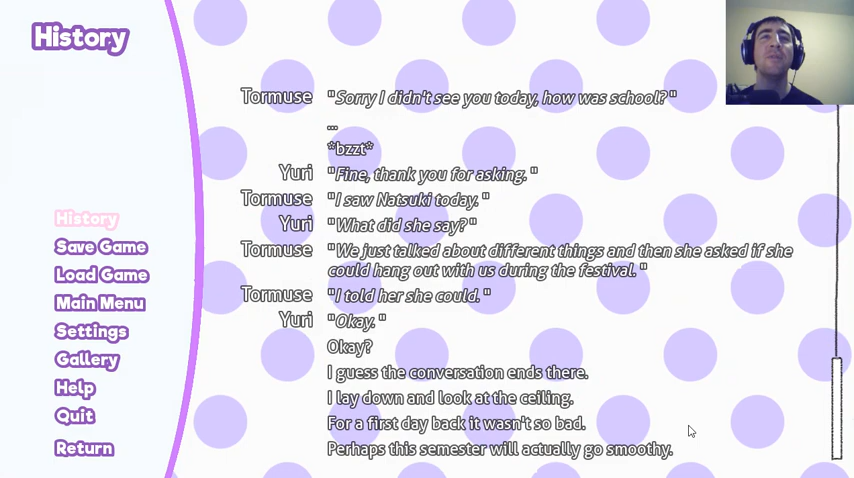 History
Tormuse "Sorry I didn't see you today, how was school?"
...
*bzzt*
Yuri "Fine, thank you for asking."
Tormuse "I saw Natsuki today."
Yuri "What did she say?"
Tormuse "We just talked about different things and then she asked if she
could hang out with us during the festival."
Tormuse "I told her she could."
Yuri "Okay."
Okay?
I guess the conversation ends there.
I lay down and look at the ceiling.
For a first day back it wasn't so bad.
Perhaps this semester will actually go smoothy.
History
Save Game
Load Game
Main Menu
Settings
Gallery
Help
Quit
Return